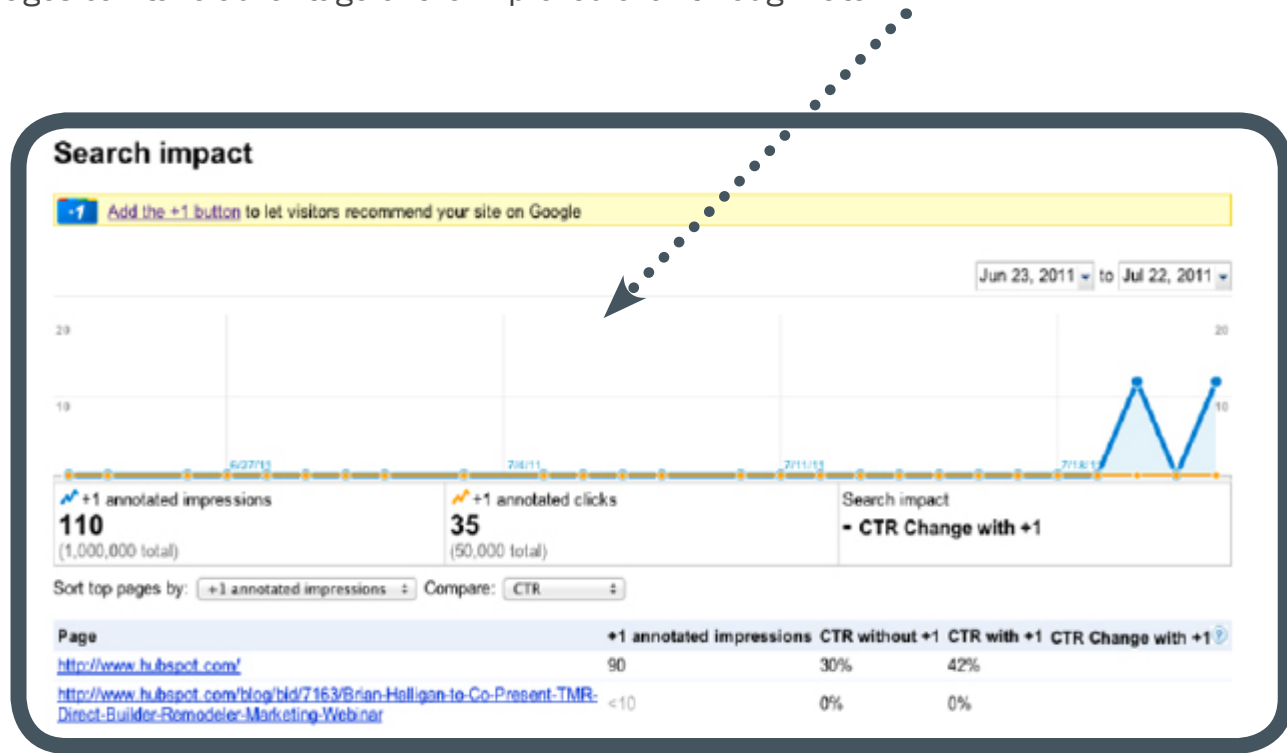 Search impact
Add the +1 button to let visitors recommend your site on Google
Jun 23, 2011 to Jul 22, 2011
20 20
10 10
6/27/11 7/4/11 7/11/11
+1 annotated impressions +1 annotated clicks Search impact
110 35 - CTR Change with +1
(1,000,000 total) (50,000 total)
Sort top pages by: +1 annotated impressions Compare: CTR
Page +1 annotated impressions CTR without +1 CTR with +1 CTR Change with +1 ?
http://www.hubspot.com/ 90 30% 42%
http://www.hubspot.com/blog/bid/7163/Brian-Halligan-to-Co-Present-TMR-
Direct-Builder-Remodeler-Marketing-Webinar <10 0% 0%